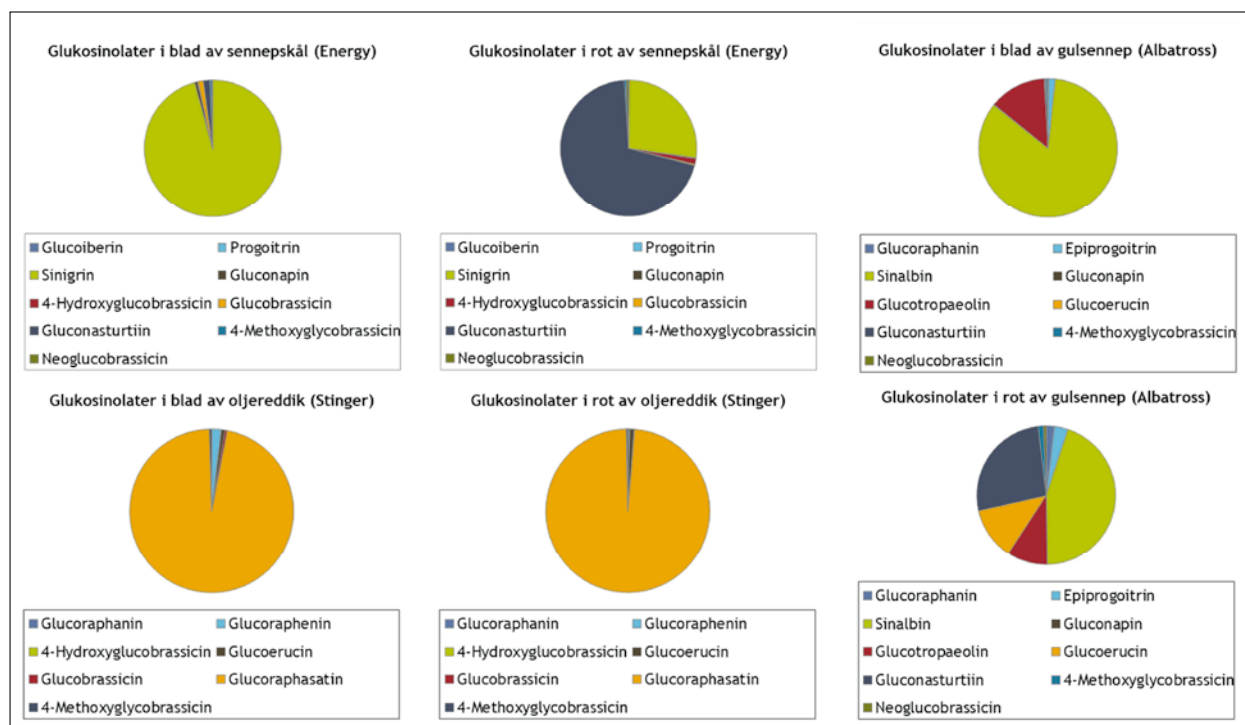 Glukosinolater i blad av sennepskål (Energy)
Glucoiberin
Progoitrin
Sinigrin
Gluconapin
4-Hydroxyglucobrassicin
Glucobrassicin
Gluconasturtiin
4-Methoxyglycobrassicin
Neoglucobrassicin
Glukosinolater i rot av sennepskål (Energy)
Glucoiberin
Progoitrin
Sinigrin
Gluconapin
4-Hydroxyglucobrassicin
Glucobrassicin
Gluconasturtiin
4-Methoxyglycobrassicin
Neoglucobrassicin
Glukosinolater i blad av gulsennep (Albatross)
Glucoraphanin
Epiprogoitrin
Sinalbin
Gluconapin
Glucotropaeolin
Glucoerucin
Gluconasturtiin
4-Methoxyglycobrassicin
Neoglucobrassicin
Glukosinolater i blad av oljereddik (Stinger)
Glucoraphanin
Glucoraphenin
4-Hydroxyglucobrassicin
Glucoerucin
Glucobrassicin
Glucoraphasatin
4-Methoxyglycobrassicin
Glukosinolater i rot av oljereddik (Stinger)
Glucoraphanin
Glucoraphenin
4-Hydroxyglucobrassicin
Glucoerucin
Glucobrassicin
Glucoraphasatin
4-Methoxyglycobrassicin
Glukosinolater i rot av gulsennep (Albatross)
Glucoraphanin
Epiprogoitrin
Sinalbin
Gluconapin
Glucotropaeolin
Glucoerucin
Gluconasturtiin
4-Methoxyglycobrassicin
Neoglucobrassicin